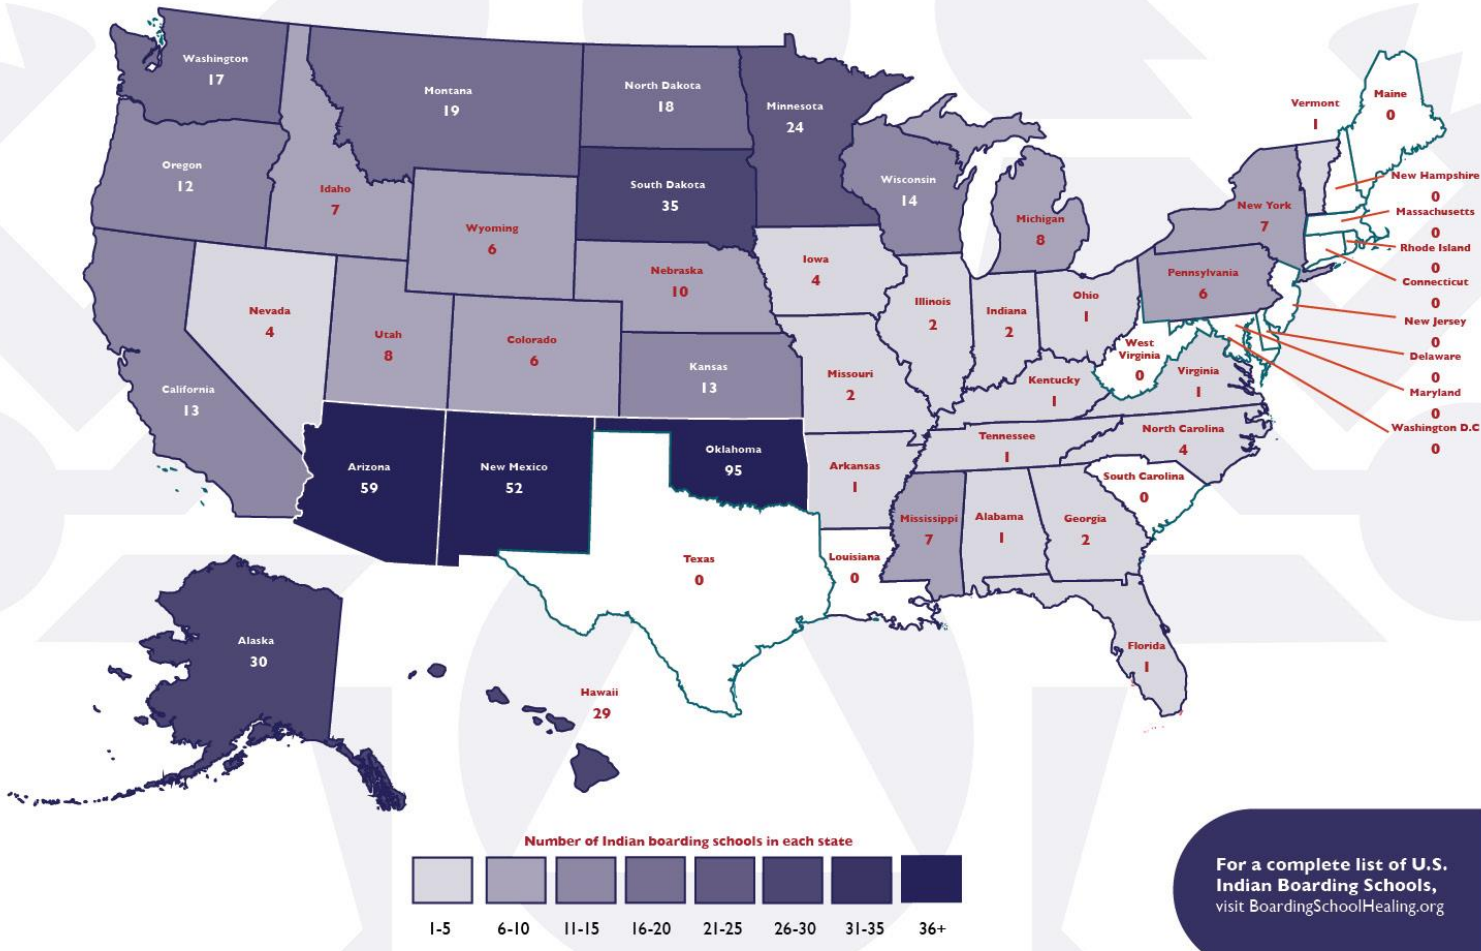 Washington
17
Montana
19
North Dakota
18
Minnesota
24
Vermont
1
Maine
0
Oregon
12
Idaho
7
South Dakota
35
Wisconsin
14
New Hampshire
0
Wyoming
6
Michigan
8
New York
7
Massachusetts
0
Rhode Island
0
Nebraska
10
Iowa
4
Pennsylvania
6
Connecticut
0
Nevada
4
Utah
8
Colorado
6
Illinois
2
Indiana
2
Ohio
1
New Jersey
0
West
Virginia
0
Delaware
0
California
13
Kansas
13
Missouri
2
Kentucky
1
Virginia
1
Maryland
0
Washington D.C
0
Arizona
59
New Mexico
52
Oklahoma
95
Tennessee
1
North Carolina
4
Arkansas
1
South Carolina
0
Mississippi
7
Alabama
1
Georgia
2
Texas
0
Louisiana
0
Alaska
30
Hawaii
29
Florida
1
Number of Indian boarding schools in each state
1-5 6-10 11-15 16-20 21-25 26-30 31-35 36+
For a complete list of U.S.
Indian Boarding Schools,
visit BoardingSchoolHealing.org